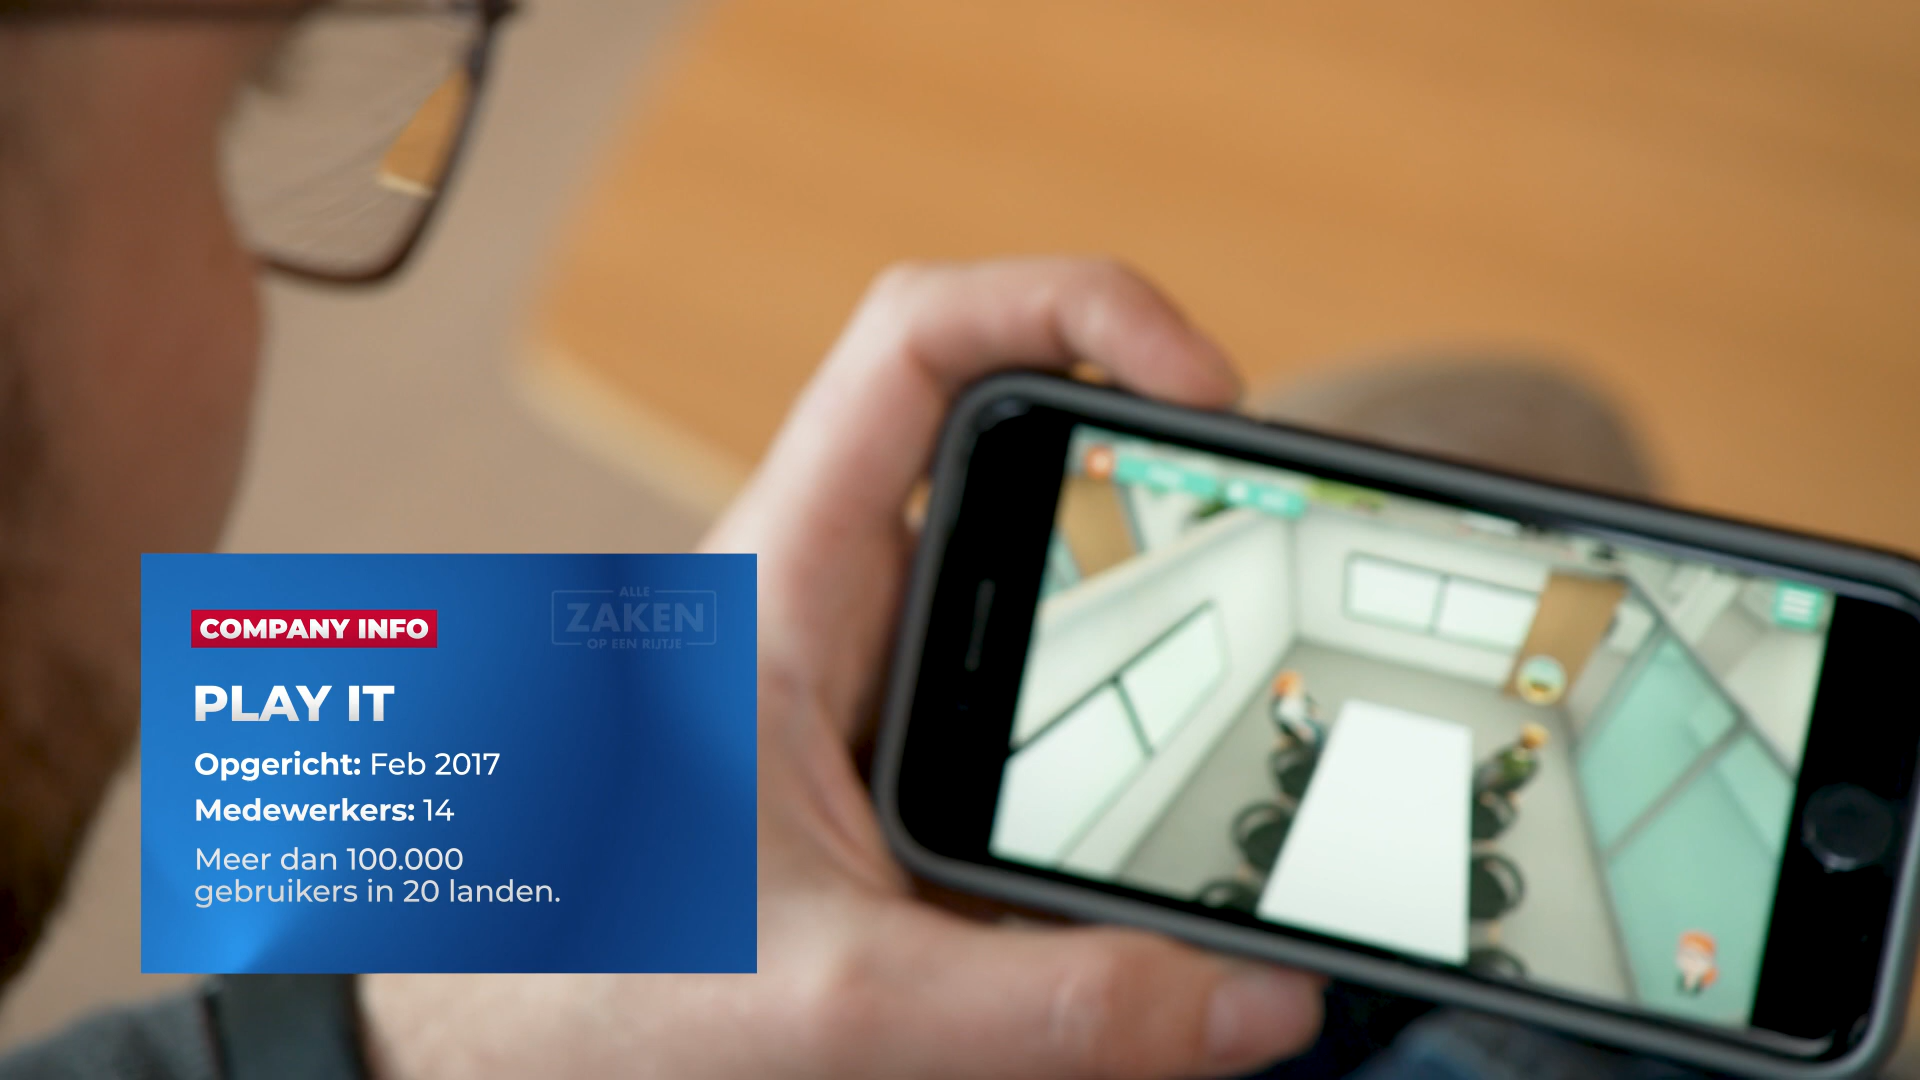 ALLE
ZAKEN
OP EEN RIJTJE
COMPANY INFO
PLAY IT
Opgericht: Feb 2017
Medewerkers: 14
Meer dan 100.000
gebruikers in 20 landen.